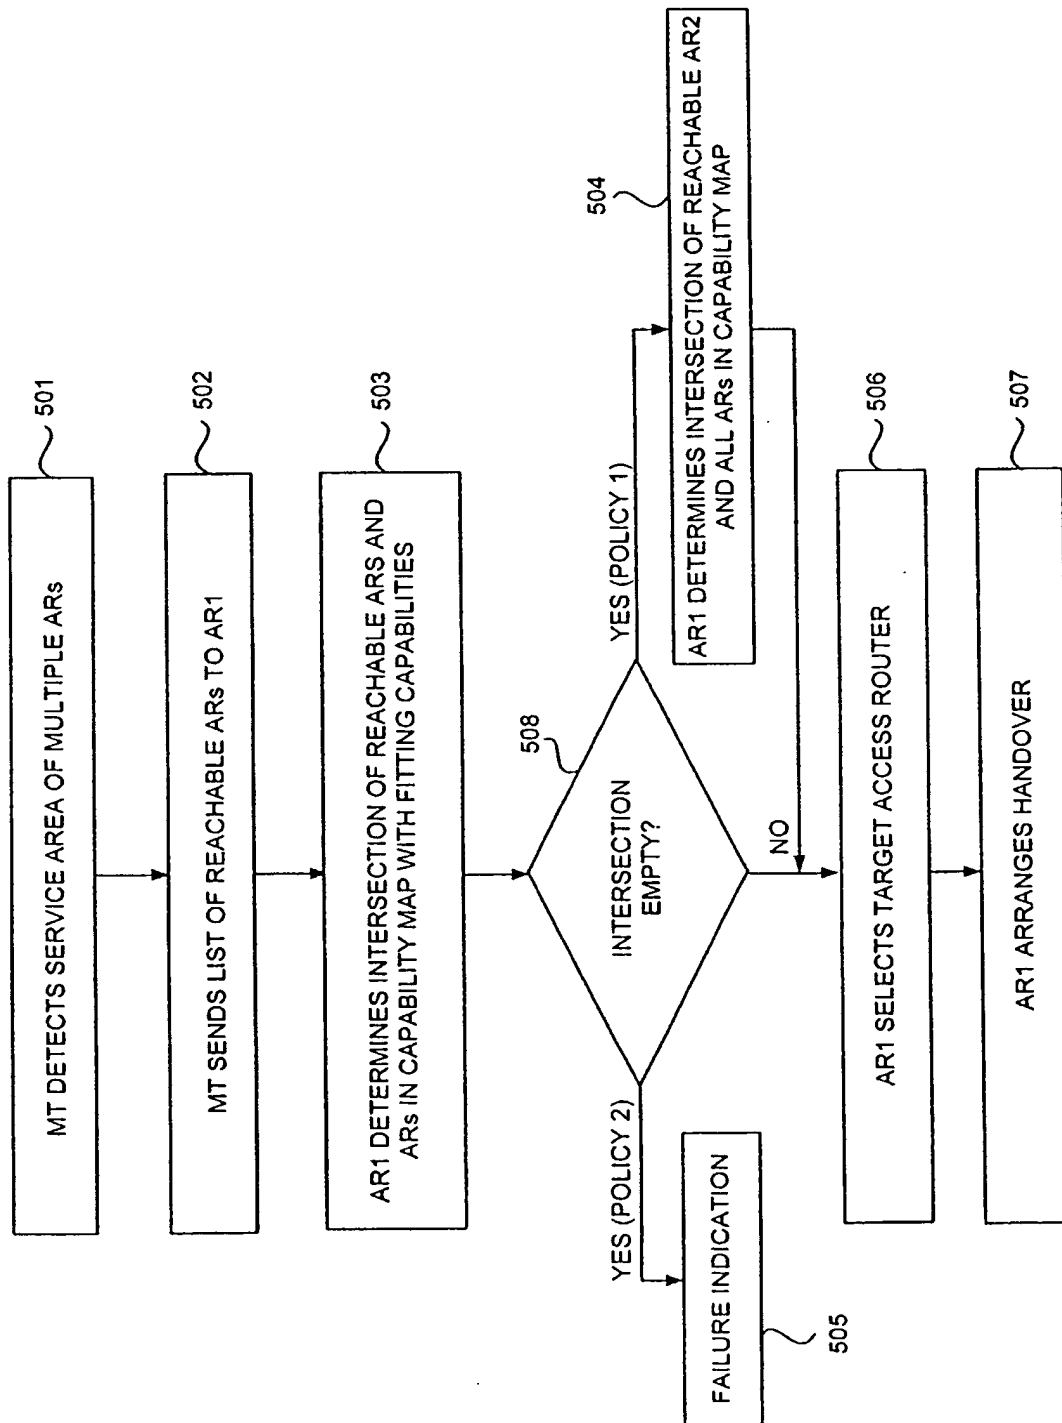 MT DETECTS SERVICE AREA OF MULTIPLE ARs
501
MT SENDS LIST OF REACHABLE ARs TO AR1
502
AR1 DETERMINES INTERSECTION OF REACHABLE ARS AND
ARs IN CAPABILITY MAP WITH FITTING CAPABILITIES
503
INTERSECTION
EMPTY?
508
YES (POLICY 2)
YES (POLICY 1)
FAILURE INDICATION
505
AR1 DETERMINES INTERSECTION OF REACHABLE AR2
AND ALL ARs IN CAPABILITY MAP
504
NO
AR1 SELECTS TARGET ACCESS ROUTER
506
AR1 ARRANGES HANDOVER
507